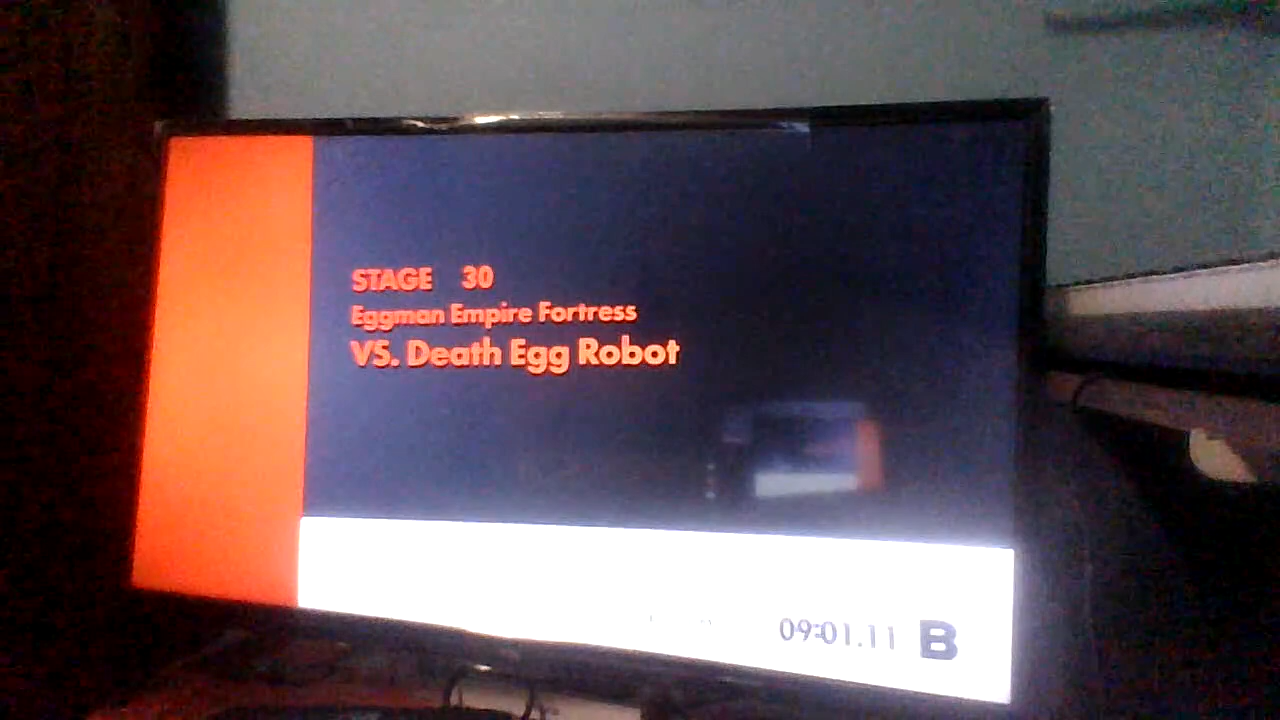 STAGE 30
Eggman Empire Fortress
VS. Death Egg Robot
09:01.11 B